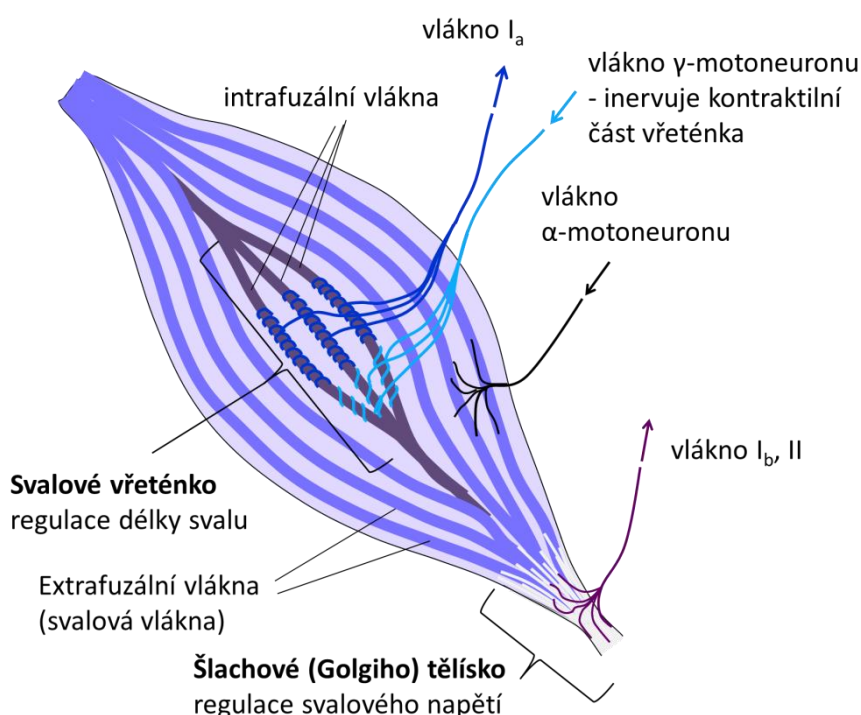 vlákno Iₐ
vlákno γ-motoneuronu
- inervuje kontraktilní
část vřeténka
intrafuzální vlákna
vlákno
α-motoneuronu
vlákno I_b, II
Svalové vřeténko
regulace délky svalu
Extrafuzální vlákna
(svalová vlákna)
Šlachové (Golgiho) tělísko
regulace svalového napětí